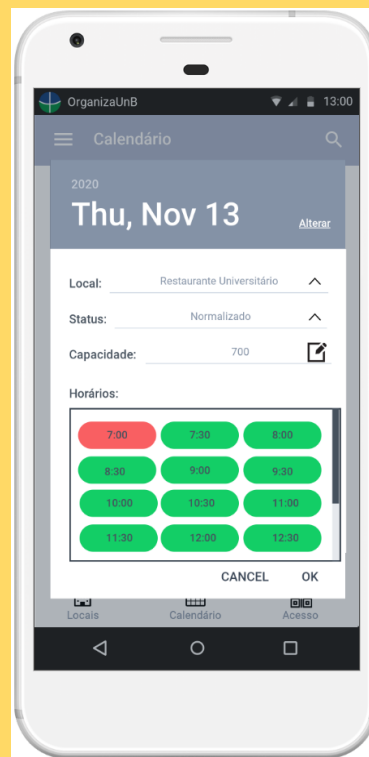 OrganizaUnB 13:00
Calendário
2020
Thu, Nov 13 Alterar
Local: Restaurante Universitário
Status: Normalizado
Capacidade: 700
Horários:
7:00 7:30 8:00
8:30 9:00 9:30
10:00 10:30 11:00
11:30 12:00 12:30
CANCEL OK
Locais Calendário Acesso